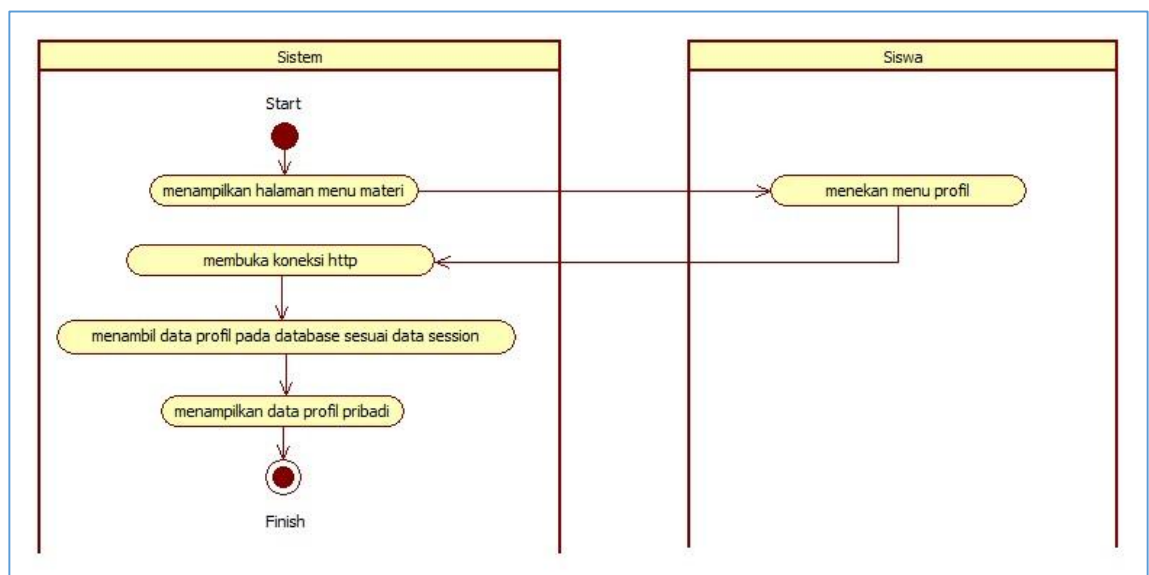 Sistem
Siswa
Start
menampilkan halaman menu materi
menekan menu profil
membuka koneksi http
menambil data profil pada database sesuai data session
menampilkan data profil pribadi
Finish